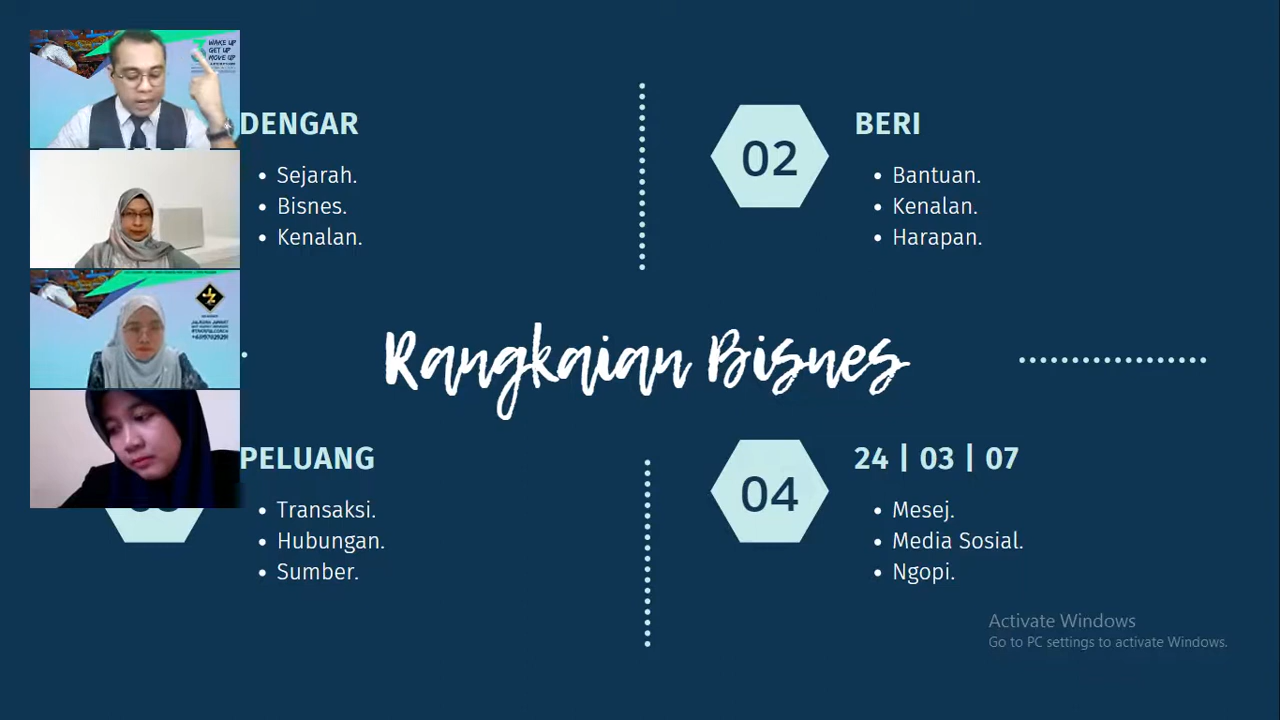 WAKE UP
GET UP
MOVE UP
DENGAR
• Sejarah.
• Bisnes.
• Kenalan.
02
BERI
• Bantuan.
• Kenalan.
• Harapan.
Rangkaian Bisnes
PELUANG
• Transaksi.
• Hubungan.
• Sumber.
04
24 | 03 | 07
• Mesej.
• Media Sosial.
• Ngopi.
Activate Windows
Go to PC settings to activate Windows.